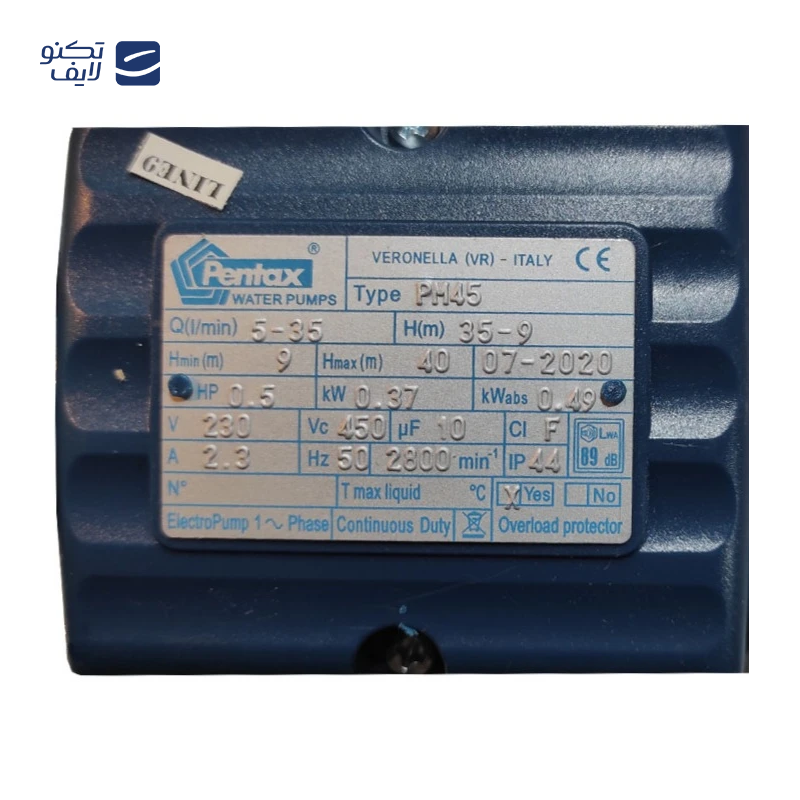 تکنو
لایف
LINE9
Pentax ®
WATER PUMPS
VERONELLA (VR) - ITALY CE
Type PM45
Q(l/min) 5-35 H(m) 35-9
Hmin (m) 9 Hmax (m) 40 07-2020
HP 0.5 kW 0.37 kWabs 0.49
V 230 Vc 450 µF 10 Cl F LWA
A 2.3 Hz 50 2800 min⁻¹ IP 44 89 dB
N° T max liquid °C X Yes No
ElectroPump 1 ~ Phase Continuous Duty Overload protector